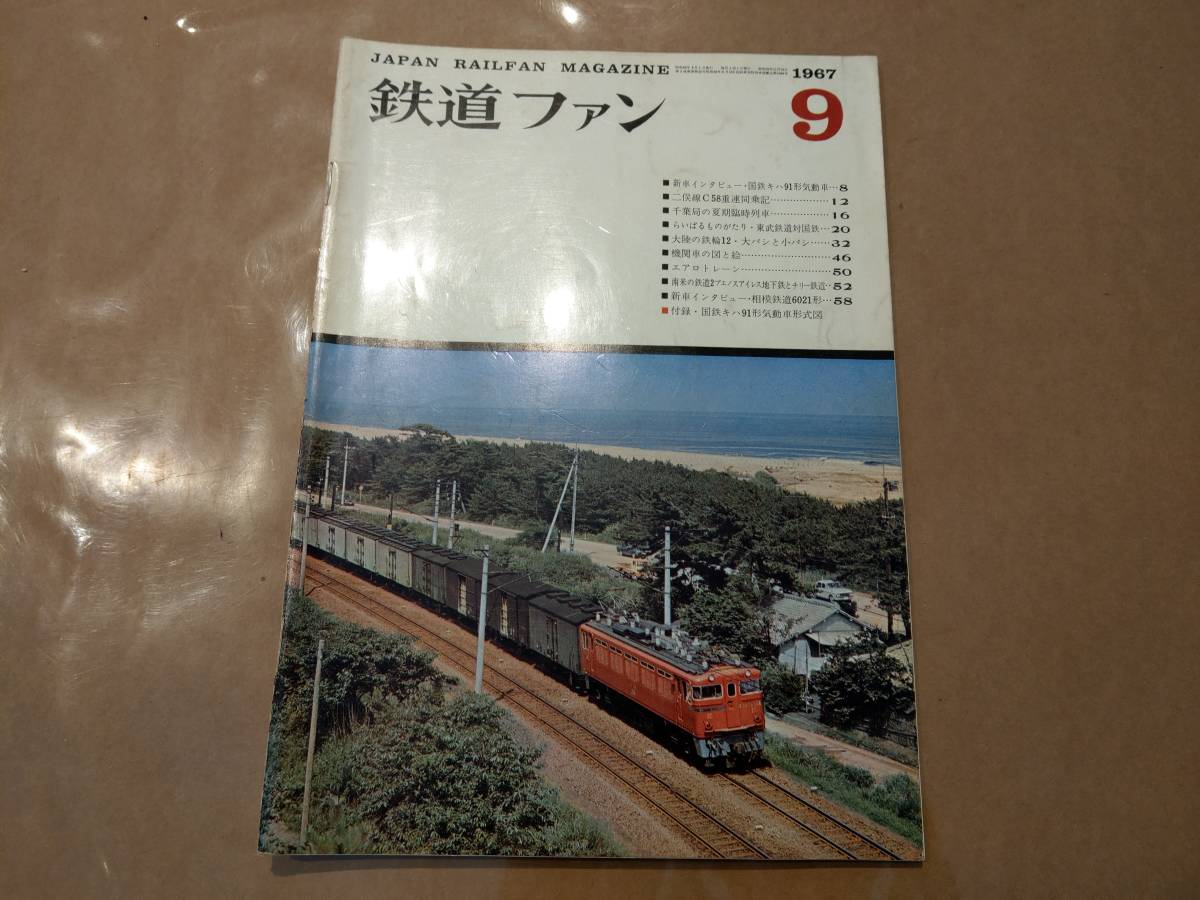 JAPAN RAILFAN MAGAZINE
1967
鉄道ファン
9
■新車インタビュー・国鉄キハ91形気動車…8
■二俣線C58重連同乗記………………12
■千葉局の夏期臨時列車………………16
■らいばるものがたり・東武鉄道対国鉄…20
■大陸の鉄輪12・大パンと小パン……32
■機関車の図と絵………………………46
■エアロトレーン………………………50
■南米の鉄道2ブエノスアイレス地下鉄とチリー鉄道…52
■新車インタビュー・相模鉄道6021形…58
■付録・国鉄キハ91形気動車形式図